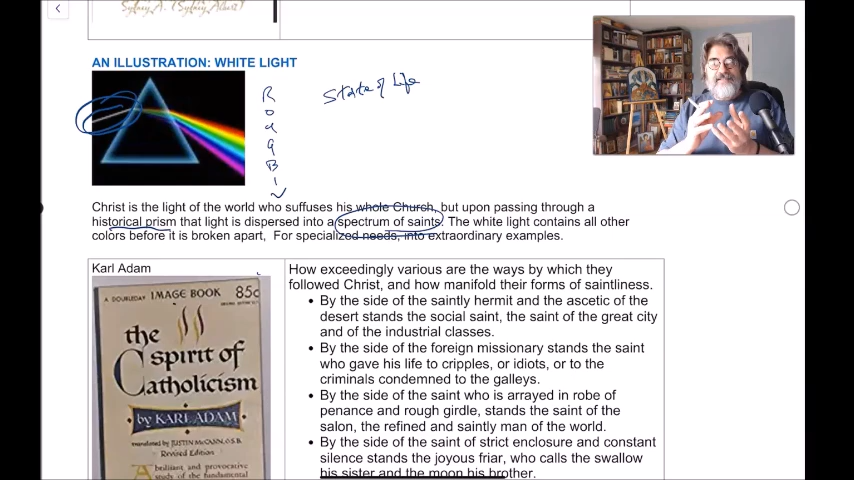 Sydney A. (Sydney Albert)
AN ILLUSTRATION: WHITE LIGHT
State of Life
R
O
B
I
V
Christ is the light of the world who suffuses his whole Church, but upon passing through a
historical prism that light is dispersed into a spectrum of saints. The white light contains all other
colors before it is broken apart, For specialized needs, into extraordinary examples.
Karl Adam
A DOUBLEDAY IMAGE BOOK 85c
the
spirit of
Catholicism
by KARL ADAM
translated by JUSTIN McCANN, O.S.B.
Revised Edition
A brilliant and provocative
study of the fundamental
How exceedingly various are the ways by which they
followed Christ, and how manifold their forms of saintliness.
• By the side of the saintly hermit and the ascetic of the
desert stands the social saint, the saint of the great city
and of the industrial classes.
• By the side of the foreign missionary stands the saint
who gave his life to cripples, or idiots, or to the
criminals condemned to the galleys.
• By the side of the saint who is arrayed in robe of
penance and rough girdle, stands the saint of the
salon, the refined and saintly man of the world.
• By the side of the saint of strict enclosure and constant
silence stands the joyous friar, who calls the swallow
his sister and the moon his brother.